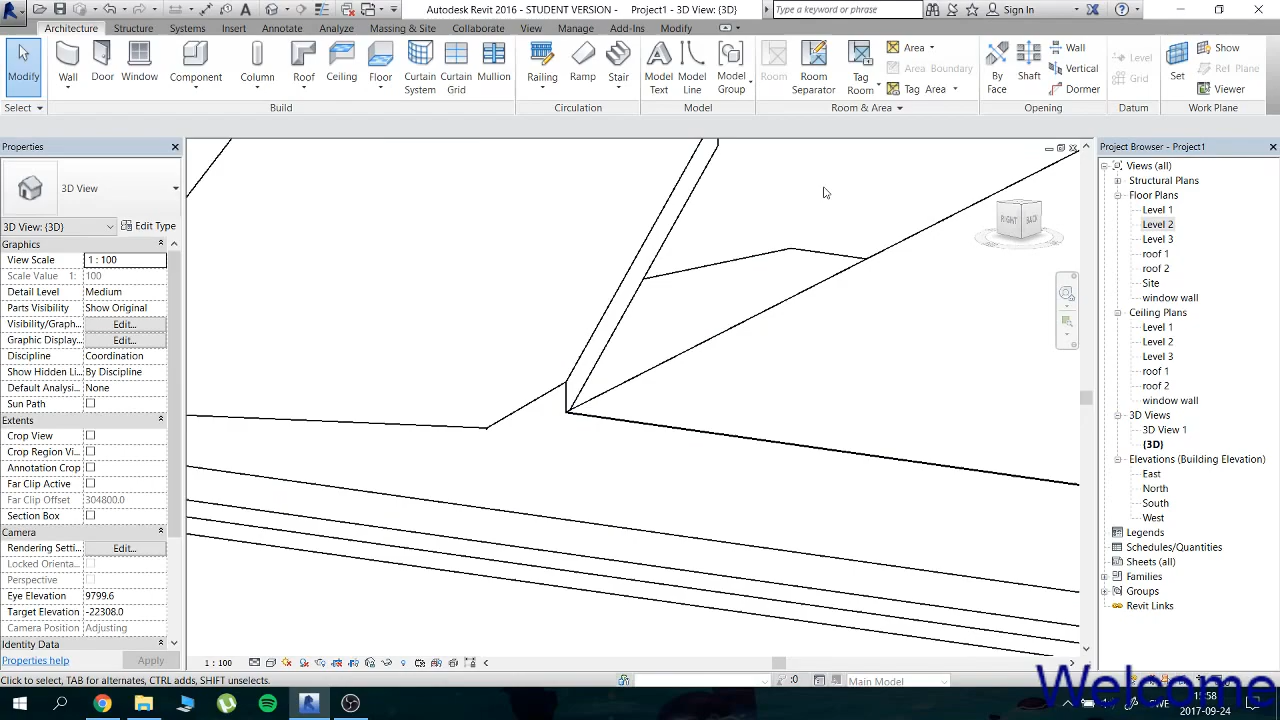 Autodesk Revit 2016 - STUDENT VERSION - Project1 - 3D View: {3D}
Type a keyword or phrase
Sign In
Architecture Structure Systems Insert Annotate Analyze Massing & Site Collaborate View Manage Add-Ins Modify
Modify
Wall
Door
Window
Component
Column
Roof
Ceiling
Floor
Curtain System
Curtain Grid
Mullion
Railing
Ramp
Stair
Model Text
Model Line
Model Group
Room
Room Separator
Tag Room
Area
Area Boundary
Tag Area
By Face
Shaft
Wall
Vertical
Dormer
Level
Grid
Set
Show
Ref Plane
Viewer
Select
Build
Circulation
Model
Room & Area
Opening
Datum
Work Plane
Properties
3D View
3D View: {3D}
Edit Type
Graphics
View Scale 1 : 100
Scale Value 1: 100
Detail Level Medium
Parts Visibility Show Original
Visibility/Graph... Edit...
Graphic Display... Edit...
Discipline Coordination
Show Hidden Li... By Discipline
Default Analysi... None
Sun Path
Extents
Crop View
Crop Region Vi...
Annotation Crop
Far Clip Active
Far Clip Offset 304800.0
Section Box
Camera
Rendering Setti... Edit...
Locked Orienta...
Perspective
Eye Elevation 9799.6
Target Elevation -22308.0
Camera Position Adjusting
Identity Data
Properties help
Apply
RIGHT
BACK
Project Browser - Project1
Views (all)
Structural Plans
Floor Plans
Level 1
Level 2
Level 3
roof 1
roof 2
Site
window wall
Ceiling Plans
Level 1
Level 2
Level 3
roof 1
roof 2
window wall
3D Views
3D View 1
{3D}
Elevations (Building Elevation)
East
North
South
West
Legends
Schedules/Quantities
Sheets (all)
Families
Groups
Revit Links
1 : 100
Click to select, TAB for alternates, CTRL adds, SHIFT unselects.
:0
Main Model
Welcome
15:58
2017-09-24